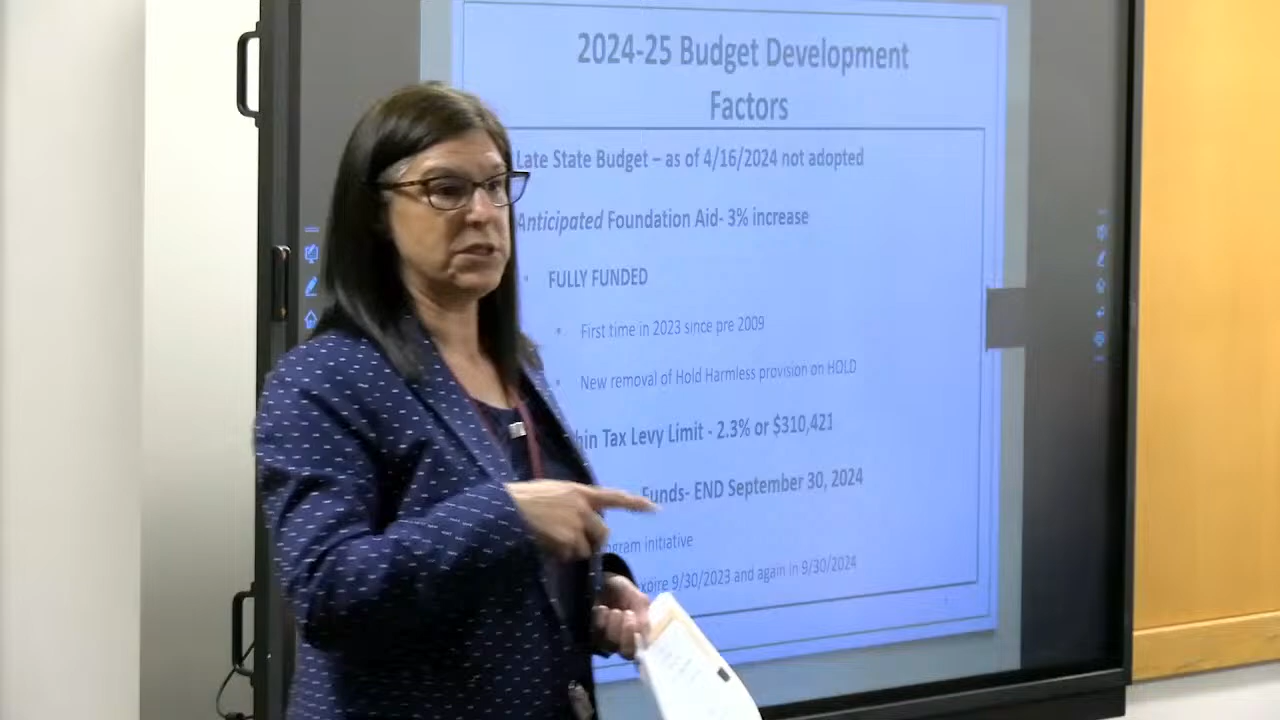 2024-25 Budget Development
Factors
Late State Budget – as of 4/16/2024 not adopted
Anticipated Foundation Aid- 3% increase
• FULLY FUNDED
• First time in 2023 since pre 2009
• New removal of Hold Harmless provision on HOLD
Tax Levy Limit - 2.3% or $310,421
Funds- END September 30, 2024
initiative
9/30/2023 and again in 9/30/2024